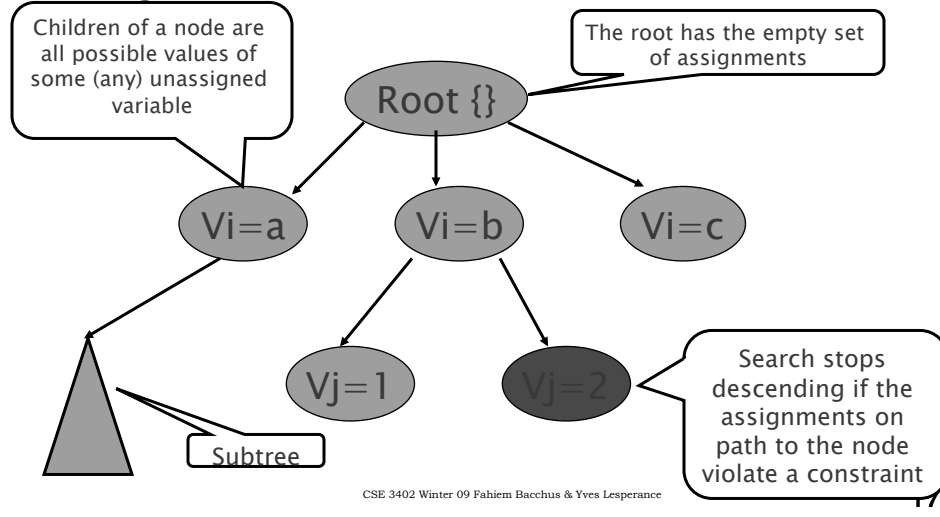 Children of a node are
all possible values of
some (any) unassigned
variable
The root has the empty set
of assignments
Root {}
Vi=a
Vi=b
Vi=c
Vj=1
Vj=2
Subtree
Search stops
descending if the
assignments on
path to the node
violate a constraint
CSE 3402 Winter 09 Fahiem Bacchus & Yves Lesperance